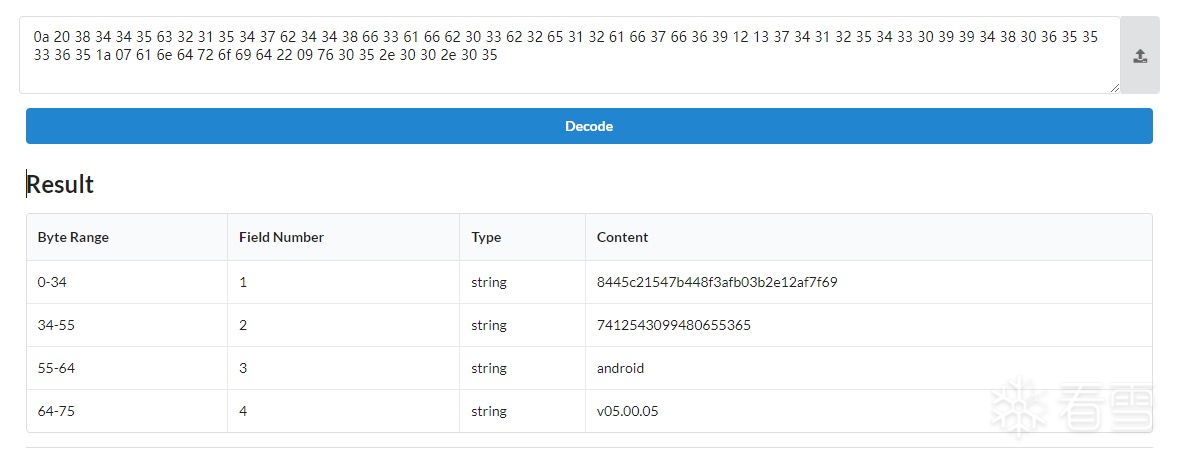 0a 20 38 34 34 35 63 32 31 35 34 37 62 34 34 38 66 33 61 66 62 30 33 62 32 65 31 32 61 66 37 66 36 39 12 13 37 34 31 32 35 34 33 30 39 39 34 38 30 36 35 35
33 36 35 1a 07 61 6e 64 72 6f 69 64 22 09 76 30 35 2e 30 30 2e 30 35
Decode
Result
Byte Range Field Number Type Content
0-34 1 string 8445c21547b448f3afb03b2e12af7f69
34-55 2 string 7412543099480655365
55-64 3 string android
64-75 4 string v05.00.05
看雪